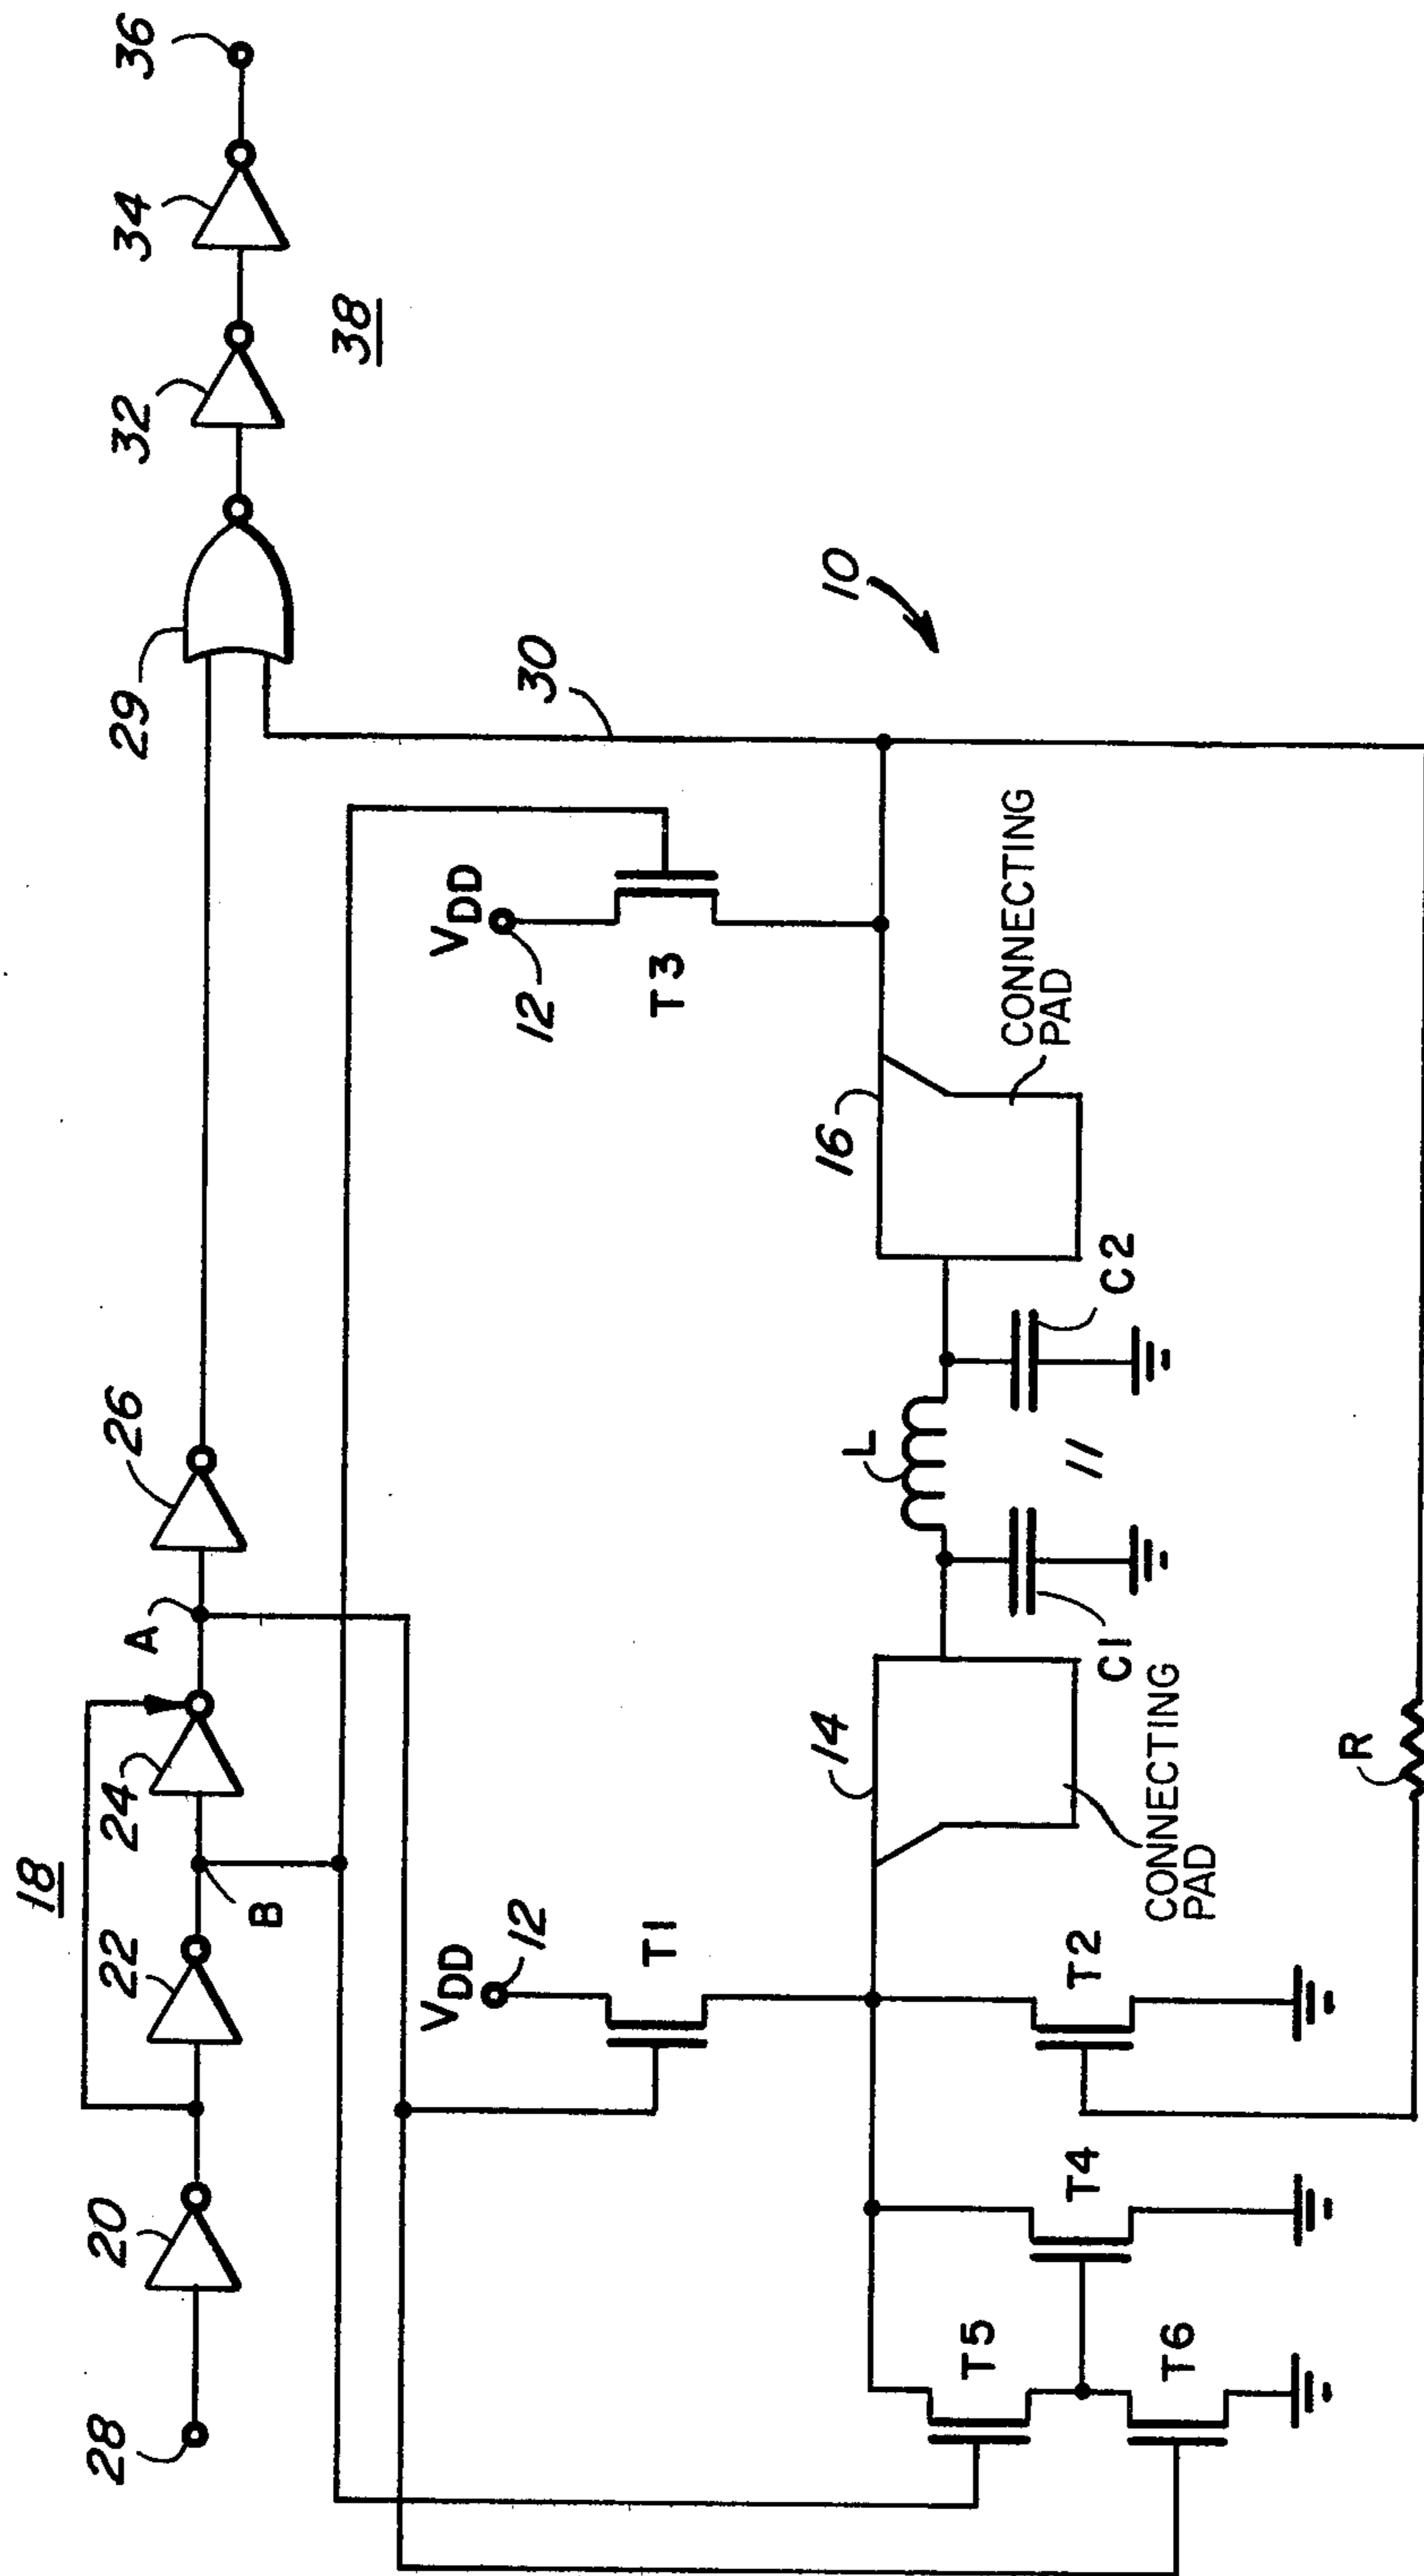 18
28
20
22
24
A
26
B
29
32
34
36
38
30
10
VDD
12
T1
VDD
12
T3
14
16
L
C1
11
C2
CONNECTING
PAD
CONNECTING
PAD
T5
T4
T2
T6
R